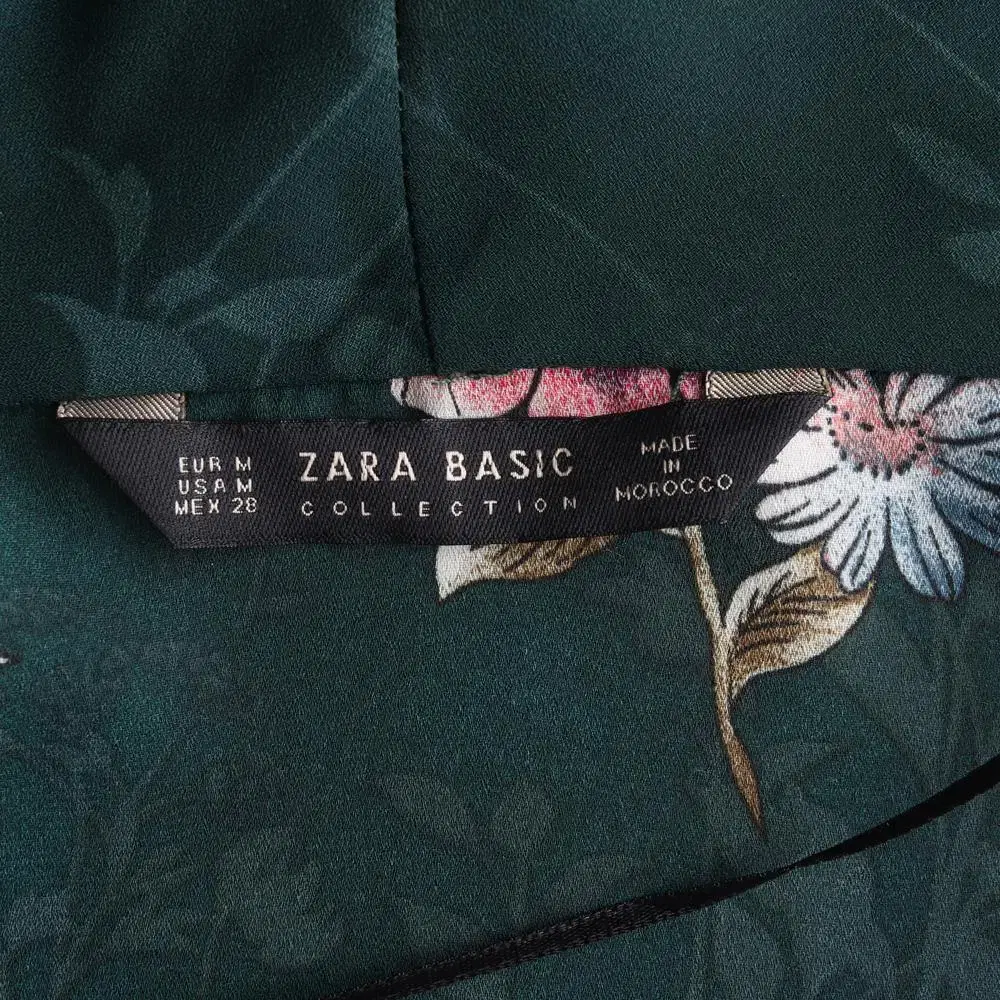 EUR M
USA M
MEX 28
ZARA BASIC
COLLECTION
MADE
IN
MOROCCO